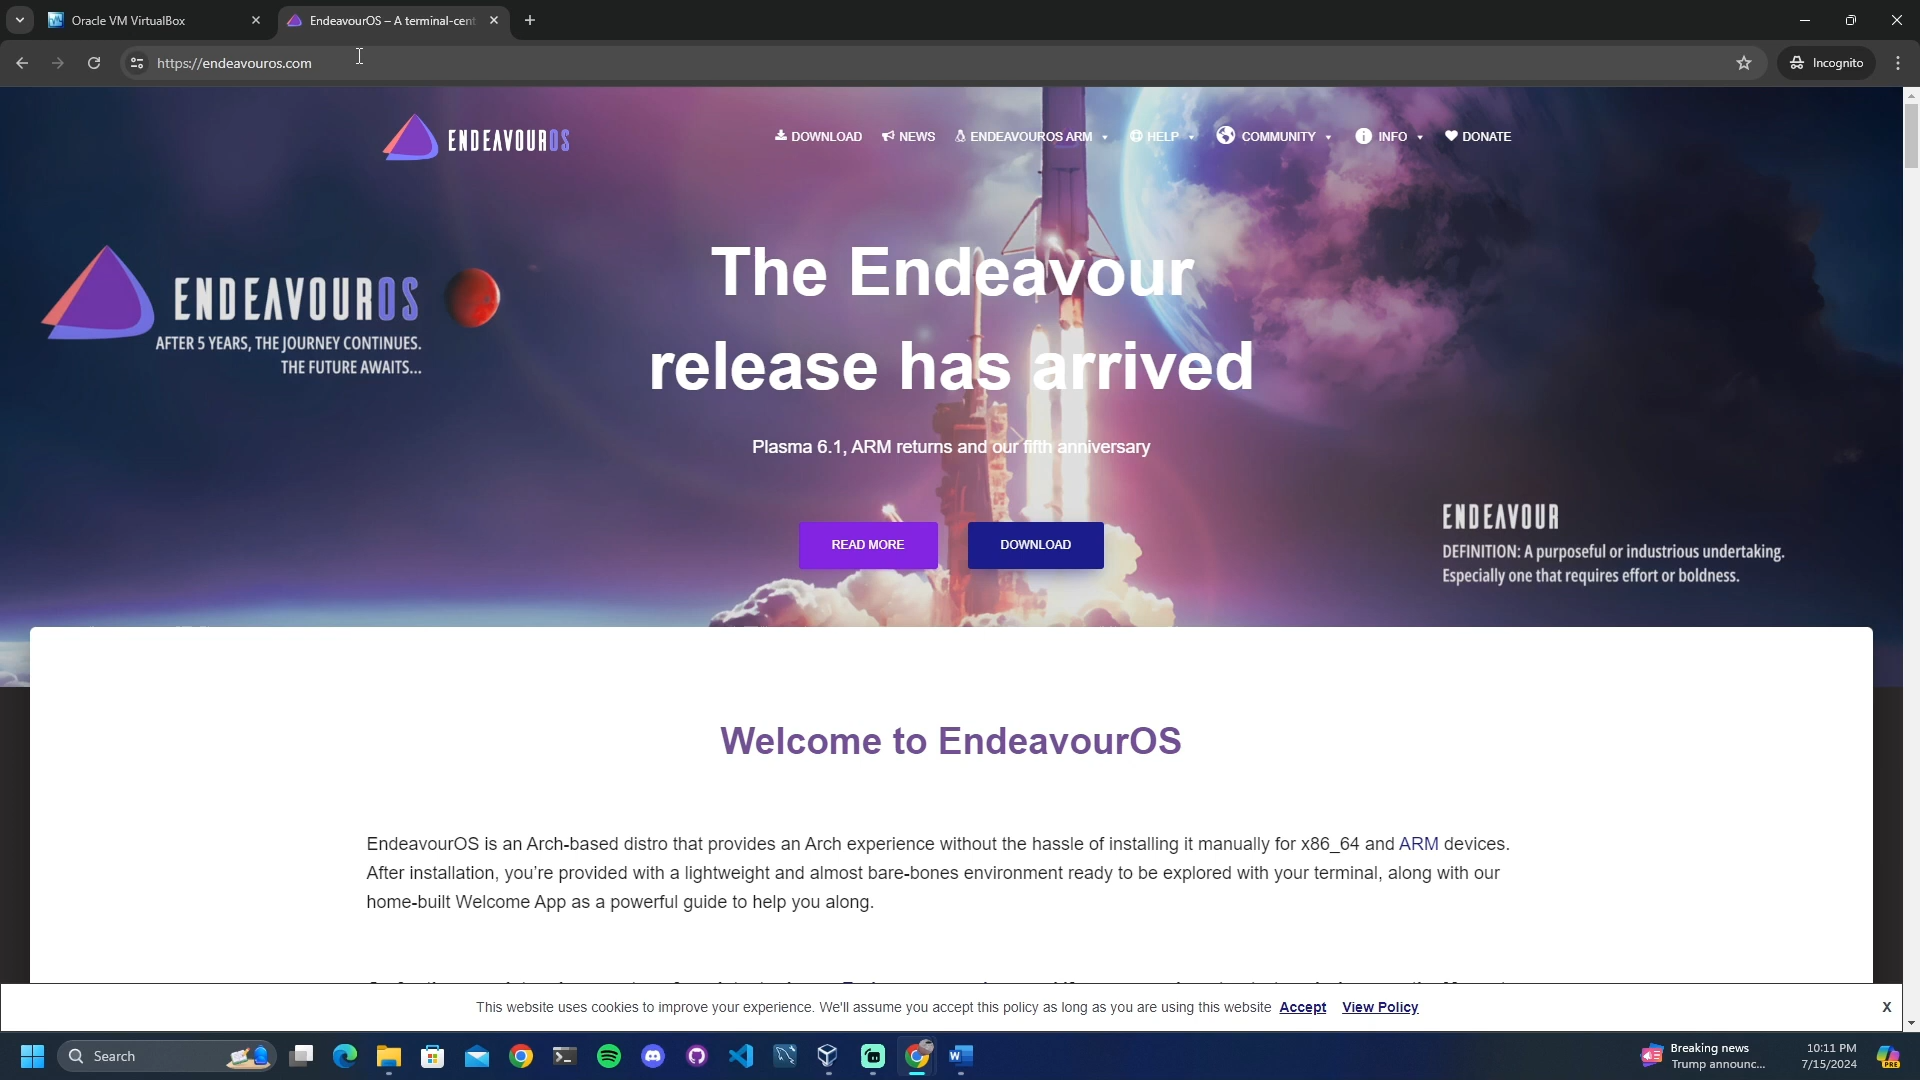 Oracle VM VirtualBox
EndeavourOS – A terminal-cent
https://endeavouros.com
Incognito
ENDEAVOUROS
DOWNLOAD
NEWS
ENDEAVOUROS ARM
HELP
COMMUNITY
INFO
DONATE
The Endeavour
release has arrived
ENDEAVOUROS
AFTER 5 YEARS, THE JOURNEY CONTINUES.
THE FUTURE AWAITS...
Plasma 6.1, ARM returns and our fifth anniversary
READ MORE
DOWNLOAD
ENDEAVOUR
DEFINITION: A purposeful or industrious undertaking.
Especially one that requires effort or boldness.
Welcome to EndeavourOS
EndeavourOS is an Arch-based distro that provides an Arch experience without the hassle of installing it manually for x86_64 and ARM devices.
After installation, you're provided with a lightweight and almost bare-bones environment ready to be explored with your terminal, along with our
home-built Welcome App as a powerful guide to help you along.
This website uses cookies to improve your experience. We'll assume you accept this policy as long as you are using this website Accept View Policy
X
Search
Breaking news
Trump announc...
10:11 PM
7/15/2024
PRE